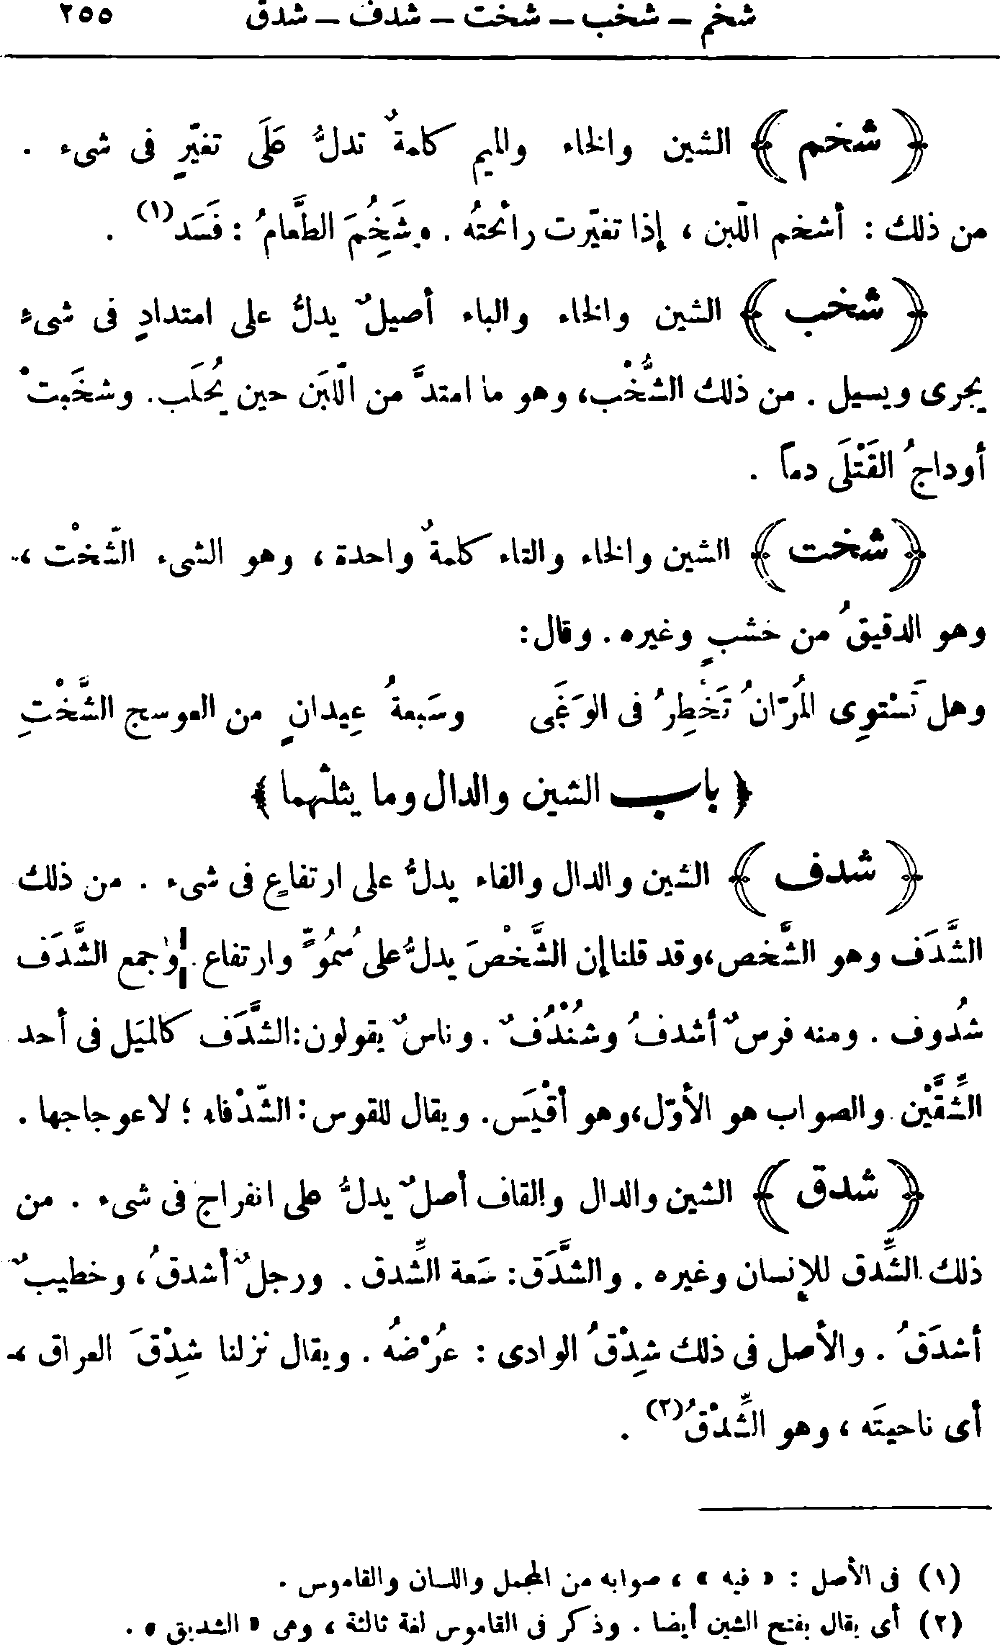 شخم — شخب — شخت — شدف — شدق ٢٥٥
﴿ شخم ﴾ الشين والخاء والميم كلمةٌ تدلُّ عَلَى تغيّرٍ فى شىء .
من ذلك : أشخم اللّبن ، إذا تغيّرت رائحتُه . وشَخِمَ الطَّعامُ : فَسَد(١) .
﴿ شخب ﴾ الشين والخاء والباء أصيلٌ يدلُّ على امتدادٍ فى شىءٍ
يجرى ويسيل . من ذلك الشُّخْب، وهو ما امتدَّ من اللّبَن حين يُحلَب. وشخَبتْ
أوداجُ القَتْلَى دماً .
﴿ شخت ﴾ الشين والخاء والتاء كلمةٌ واحدة ، وهو الشىء الشّخْت ،
وهو الدقيقُ من خشبٍ وغيره . وقال:
وهل تَسْتوِى المُرّانُ تَخْطِرُ فى الوَغَى وسَبعةُ عِيدانٍ من العوسج الشَّخْتِ
﴿ باب الشين والدال وما يثلثهما ﴾
﴿ شدف ﴾ الشين والدال والفاء يدلُّ على ارتفاعٍ فى شىء . من ذلك
الشَّدَف وهو الشَّخص،وقد قلنا إن الشَّخْصَ يدلُّ على سُمُوٍّ وارتفاع. وجمع الشَّدَف
شُدوف . ومنه فرسٌ أشدفُ وشُنْدُفٌ . وناسٌ يقولون:الشَّدَف كالميَل فى أحد
الشِّقَّيْن. والصواب هو الأوّل،وهو أقْيَس. ويقال للقوس: الشّدْفاء ؛ لاعوجاجها .
﴿ شدق ﴾ الشين والدال والقاف أصلٌ يدلُّ على انفراج فى شىء . من
ذلك الشِّدق للإنسان وغيره . والشَّدَق: سَعة الشِّدق . ورجلٌ أشدقُ ، وخطيبٌ
أشدَقُ . والأصل فى ذلك شِدْقُ الوادى : عُرْضُه . ويقال نزلنا شِدْقَ العراق ،
أى ناحيتَه ، وهو الشِّدْقُ(٢) .
(١) فى الأصل : « فيه » ، صوابه من المجمل واللسان والقاموس .
(٢) أى يقال بفتح الشين أيضا . وذكر فى القاموس لغة ثالثة ، وهى « الشديق » .